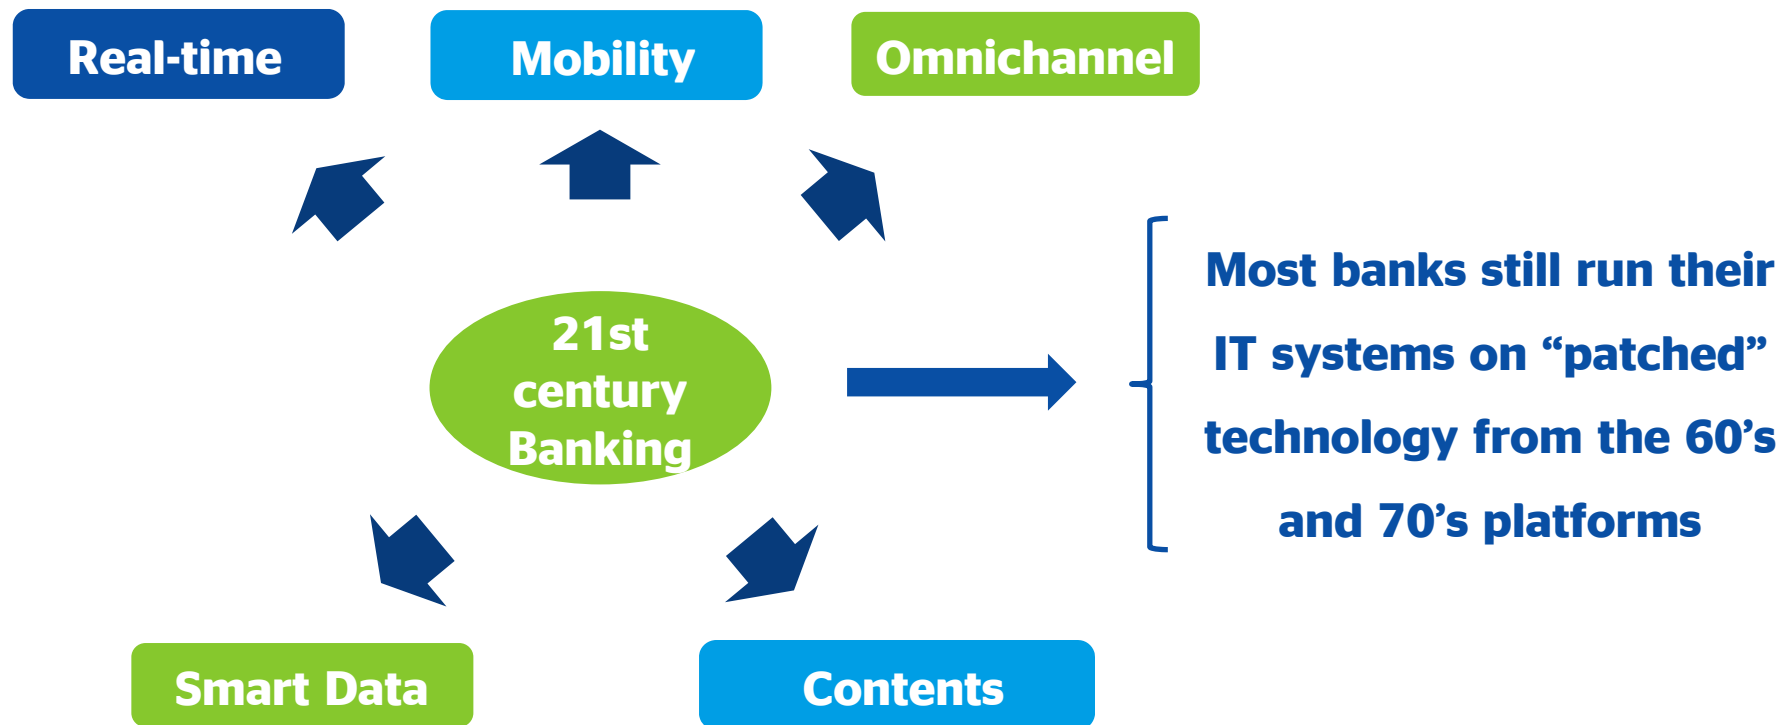 Real-time
Mobility
Omnichannel
21st
century
Banking
Most banks still run their
IT systems on “patched”
technology from the 60’s
and 70’s platforms
Smart Data
Contents